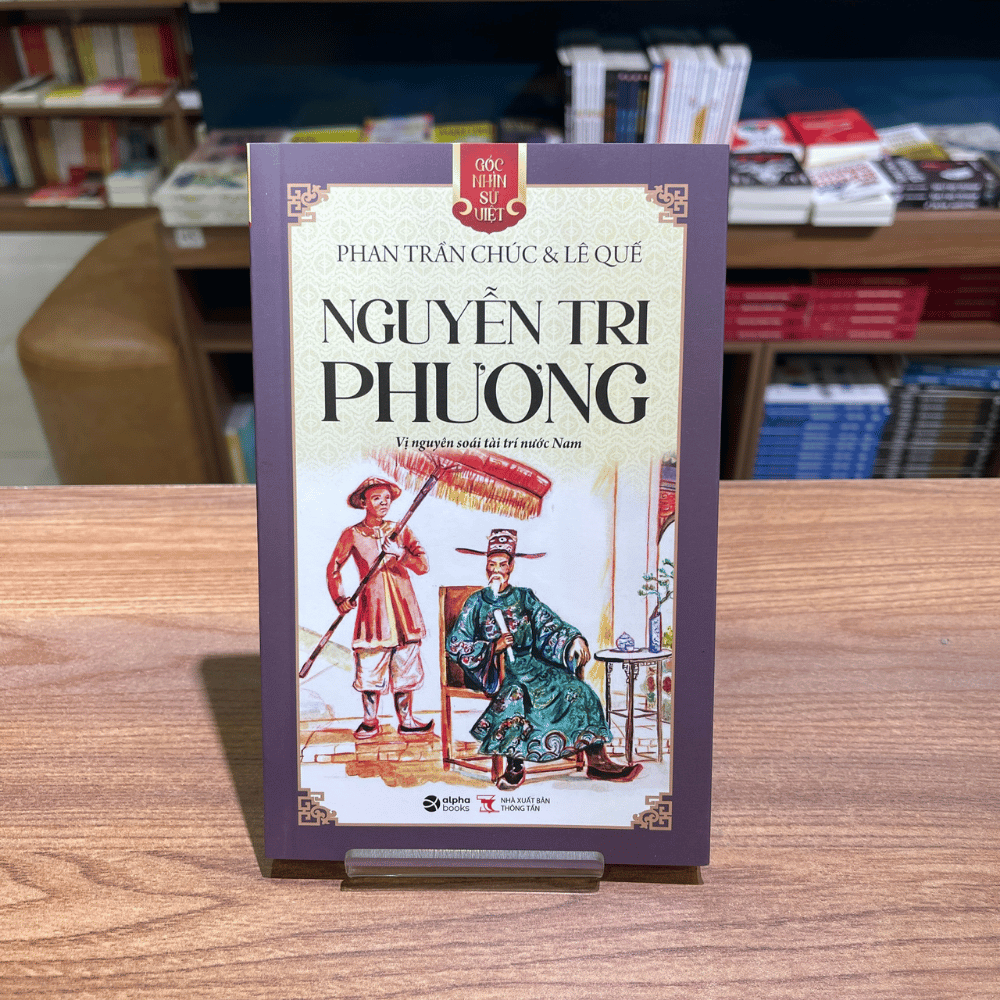 GÓC
NHÌN
SỬ
VIỆT
PHAN TRẦN CHÚC & LÊ QUẾ
NGUYỄN TRI
PHƯƠNG
Vị nguyên soái tài trí nước Nam
alpha
books
NHÀ XUẤT BẢN
THÔNG TẤN